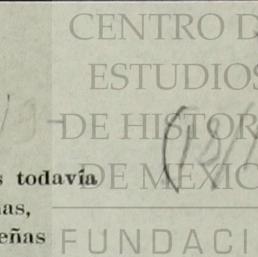 CENTRO D
ESTUDIOS
DE HISTOR
s todavía
DE MÉXIC
nas,
eñas
FUNDACI